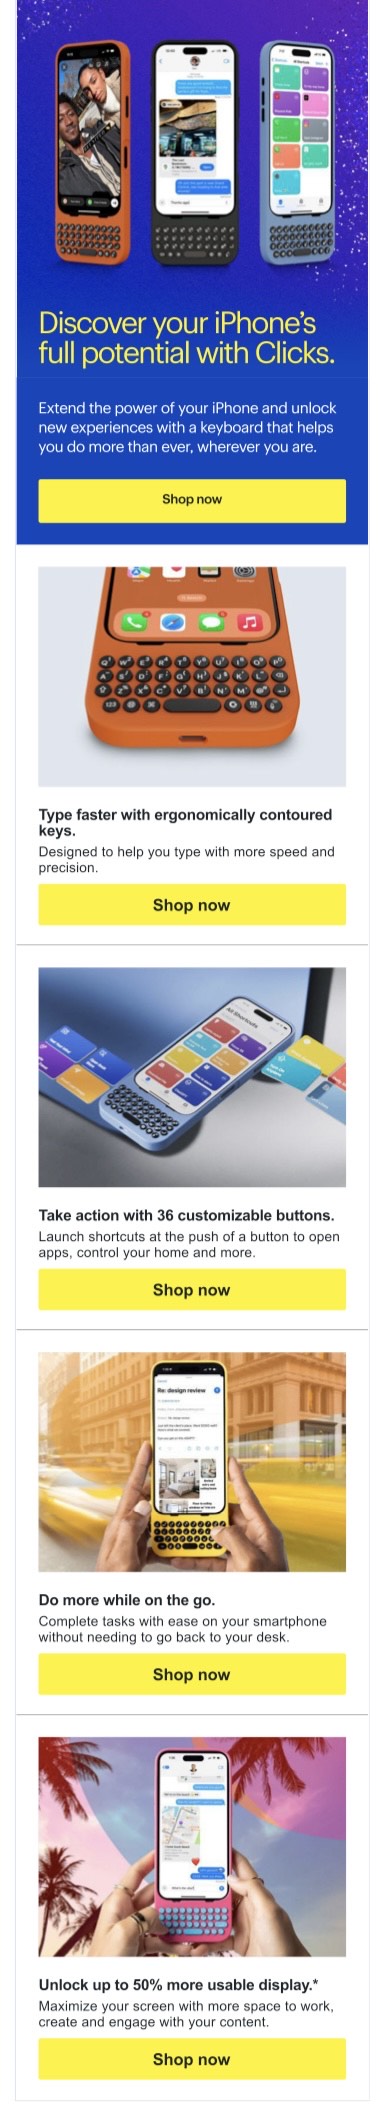 Discover your iPhone's
full potential with Clicks.
Extend the power of your iPhone and unlock
new experiences with a keyboard that helps
you do more than ever, wherever you are.
Shop now
Type faster with ergonomically contoured
keys.
Designed to help you type with more speed and
precision.
Shop now
All Shortcuts
Take action with 36 customizable buttons.
Launch shortcuts at the push of a button to open
apps, control your home and more.
Shop now
Re: design review
Do more while on the go.
Complete tasks with ease on your smartphone
without needing to go back to your desk.
Shop now
Unlock up to 50% more usable display.*
Maximize your screen with more space to work,
create and engage with your content.
Shop now